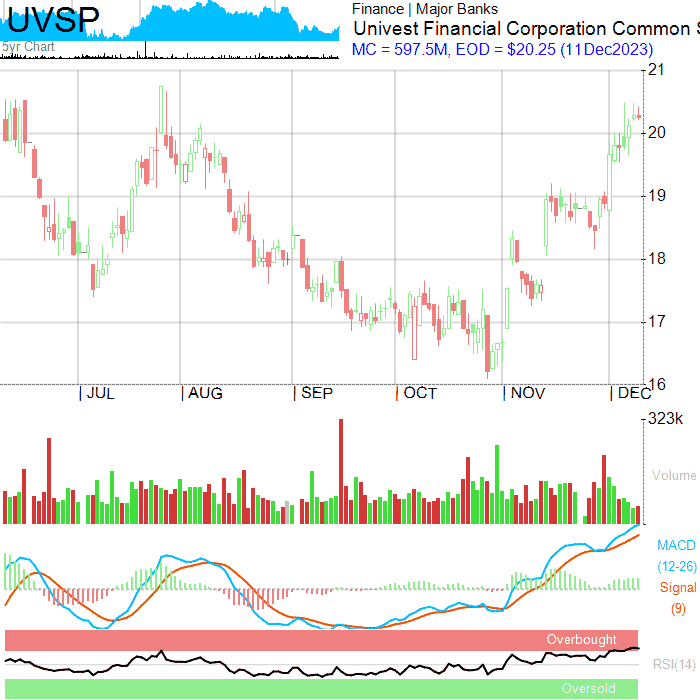 UVSP
5yr Chart
Finance | Major Banks
Univest Financial Corporation Common S
MC = 597.5M, EOD = $20.25 (11Dec2023)
21
20
19
18
17
16
JUL AUG SEP OCT NOV DEC
323k
Volume
MACD
(12-26)
Signal
(9)
Overbought
RSI(14)
Oversold